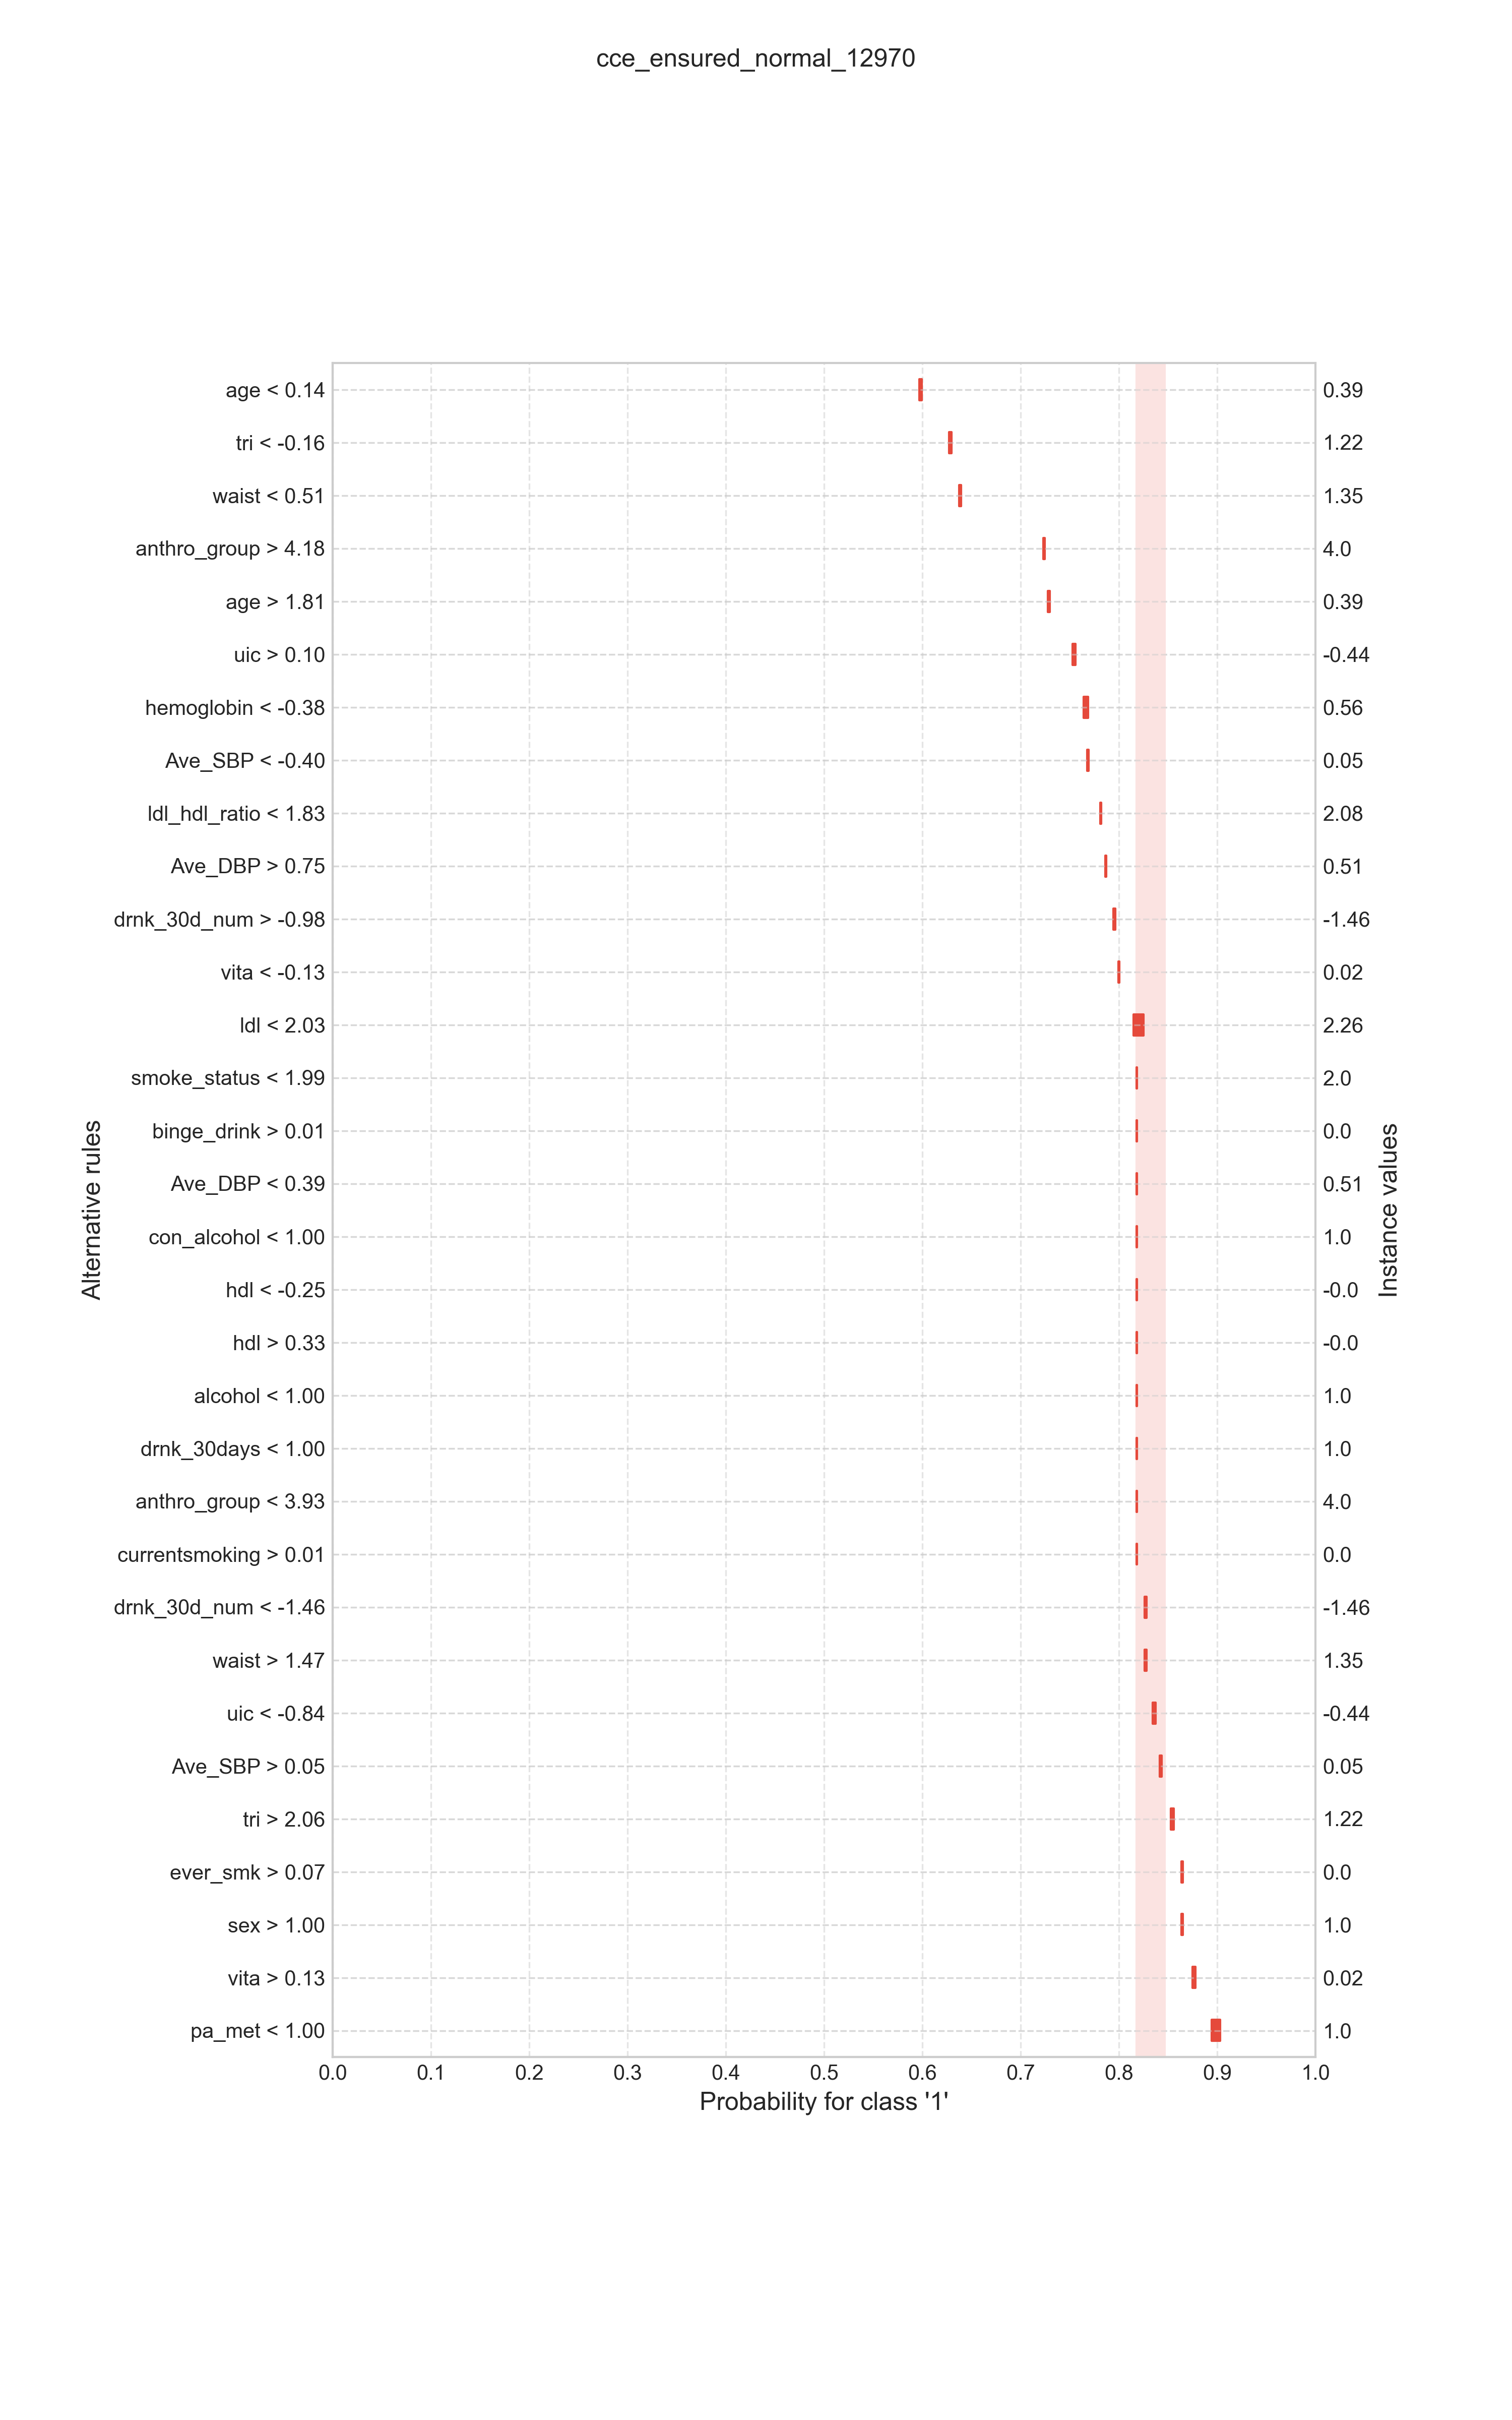 cce_ensured_normal_12970
age < 0.14 0.39
tri < -0.16 1.22
waist < 0.51 1.35
anthro_group > 4.18 4.0
age > 1.81 0.39
uic > 0.10 -0.44
hemoglobin < -0.38 0.56
Ave_SBP < -0.40 0.05
ldl_hdl_ratio < 1.83 2.08
Ave_DBP > 0.75 0.51
drnk_30d_num > -0.98 -1.46
vita < -0.13 0.02
ldl < 2.03 2.26
smoke_status < 1.99 2.0
binge_drink > 0.01 0.0
Ave_DBP < 0.39 0.51
Alternative rules
Instance values
con_alcohol < 1.00 1.0
hdl < -0.25 -0.0
hdl > 0.33 -0.0
alcohol < 1.00 1.0
drnk_30days < 1.00 1.0
anthro_group < 3.93 4.0
currentsmoking > 0.01 0.0
drnk_30d_num < -1.46 -1.46
waist > 1.47 1.35
uic < -0.84 -0.44
Ave_SBP > 0.05 0.05
tri > 2.06 1.22
ever_smk > 0.07 0.0
sex > 1.00 1.0
vita > 0.13 0.02
pa_met < 1.00 1.0
0.0 0.1 0.2 0.3 0.4 0.5 0.6 0.7 0.8 0.9 1.0
Probability for class '1'